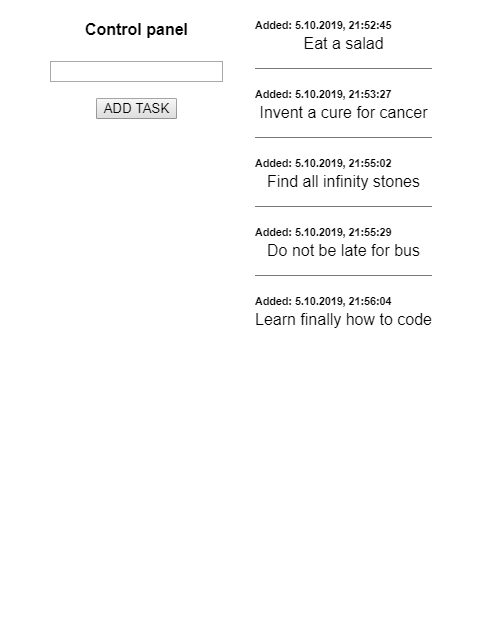 Control panel
ADD TASK
Added: 5.10.2019, 21:52:45
Eat a salad
Added: 5.10.2019, 21:53:27
Invent a cure for cancer
Added: 5.10.2019, 21:55:02
Find all infinity stones
Added: 5.10.2019, 21:55:29
Do not be late for bus
Added: 5.10.2019, 21:56:04
Learn finally how to code